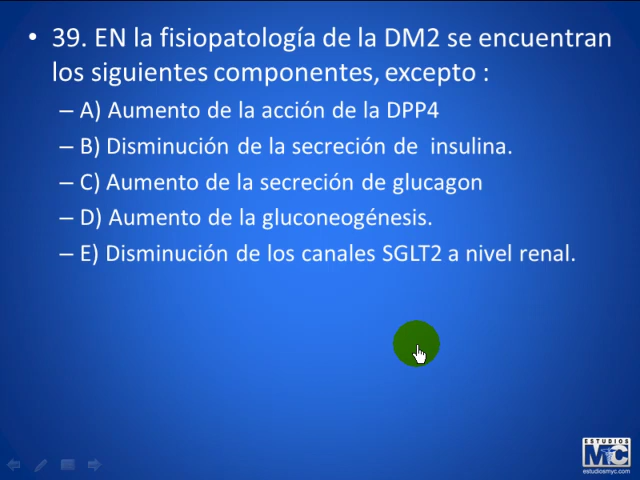 • 39. EN la fisiopatología de la DM2 se encuentran
los siguientes componentes, excepto :
– A) Aumento de la acción de la DPP4
– B) Disminución de la secreción de  insulina.
– C) Aumento de la secreción de glucagon
– D) Aumento de la gluconeogénesis.
– E) Disminución de los canales SGLT2 a nivel renal.
ESTUDIOS
MYC
estudiosmyc.com